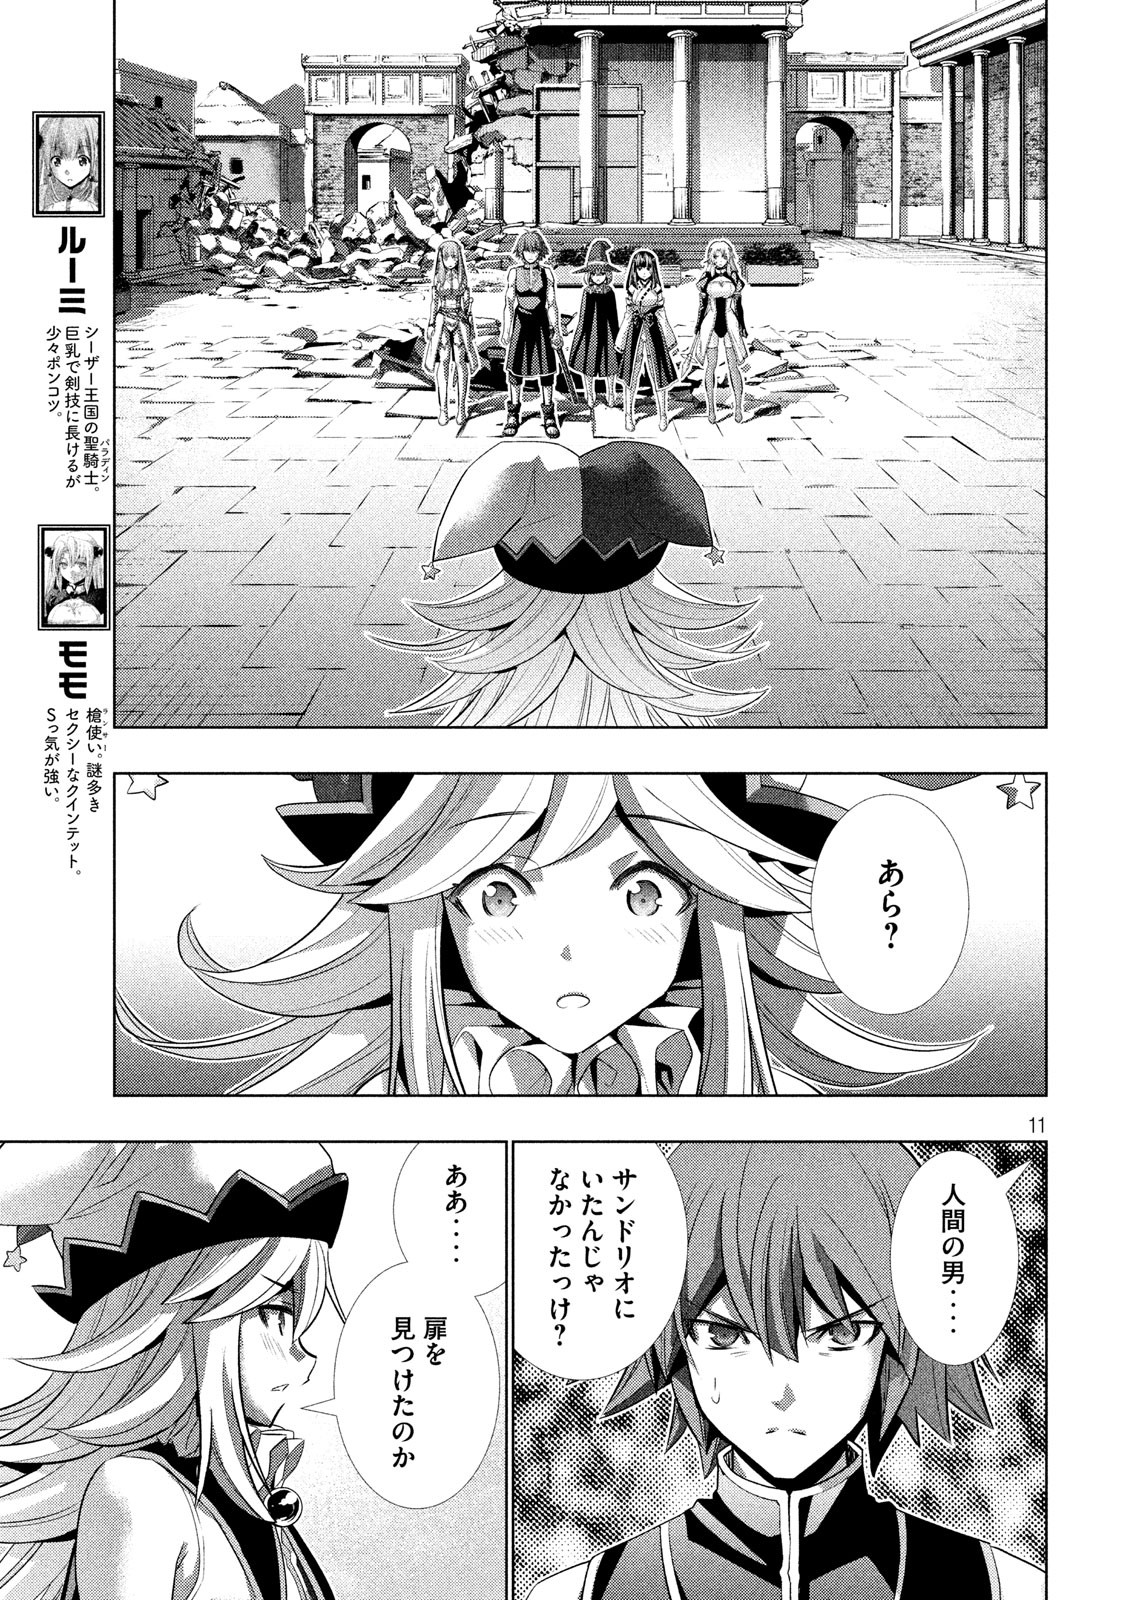 ルーミ
シーザー王国の聖騎士。
パラディン
巨乳で剣技に長けるが
少々ポンコツ。
モモ
槍使い。謎多き
ランサー
セクシーなクインテット。
Sっ気が強い。
あら?
11
人間の男‥‥
サンドリオに
いたんじゃ
なかったっけ?
ああ‥‥
扉を
見つけたのか